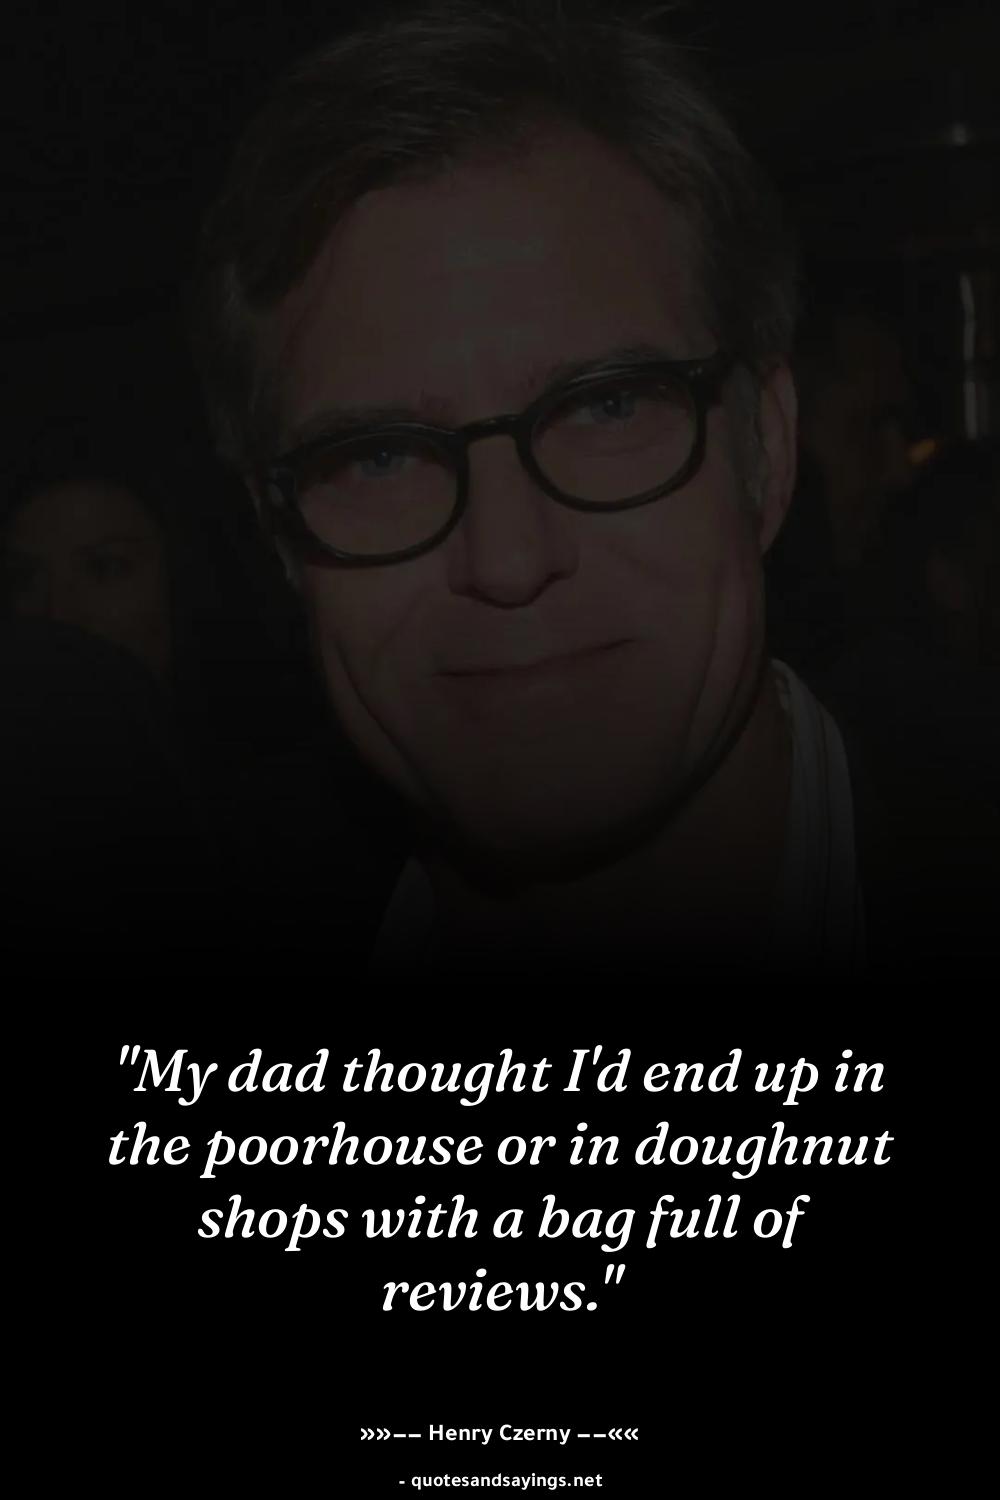 "My dad thought I'd end up in
the poorhouse or in doughnut
shops with a bag full of
reviews."
»»–– Henry Czerny ––««
- quotesandsayings.net